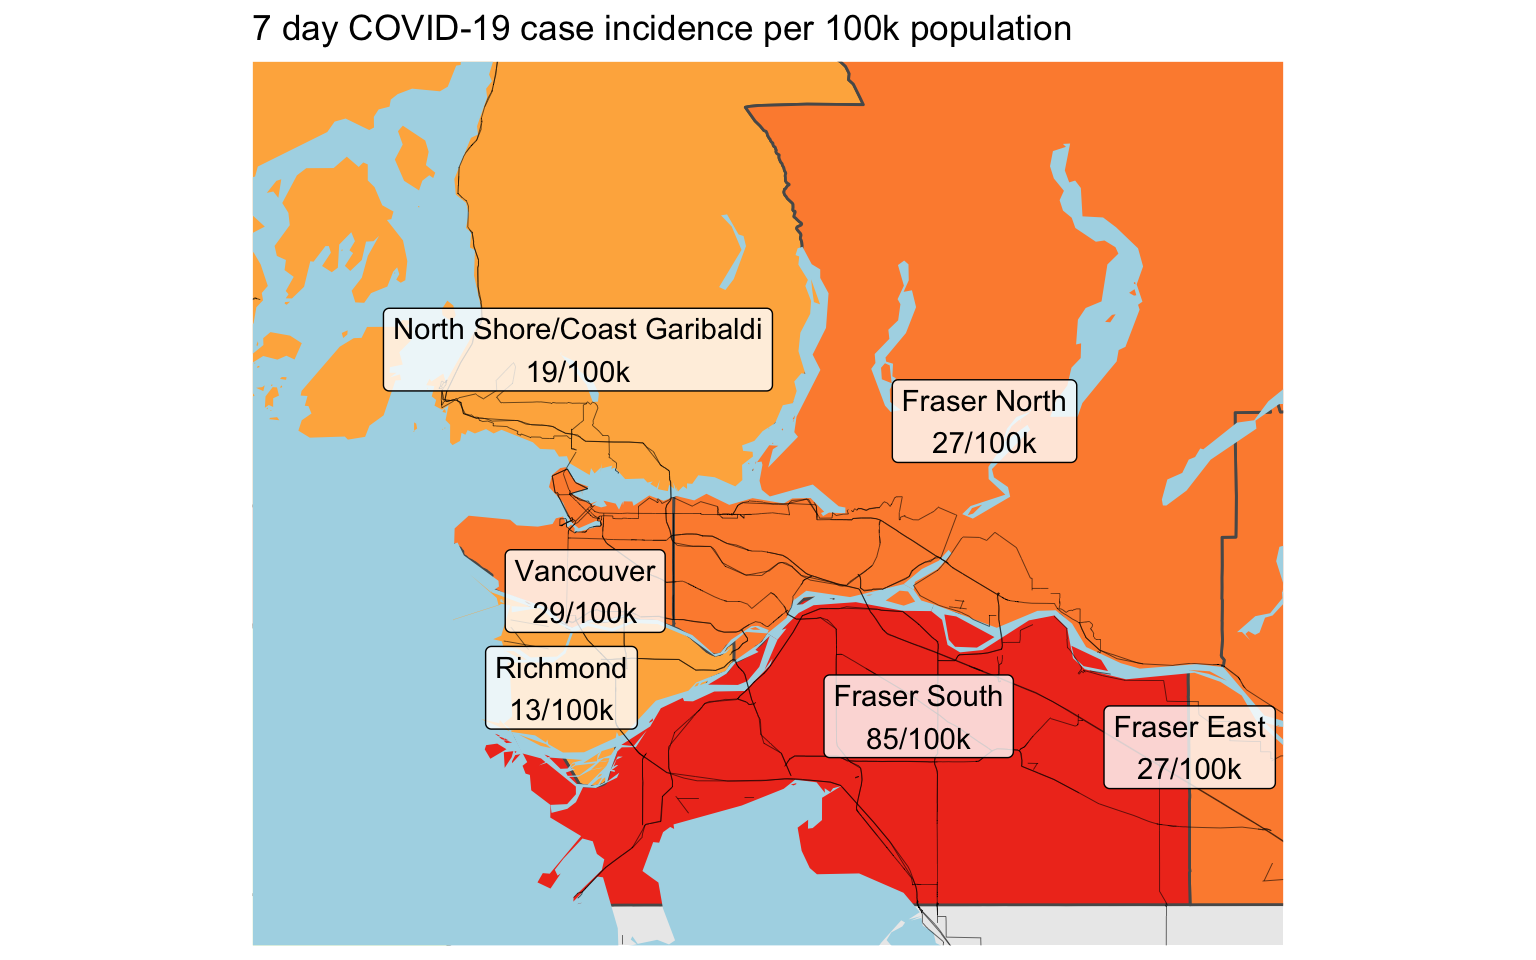 7 day COVID-19 case incidence per 100k population
North Shore/Coast Garibaldi
19/100k
Fraser North
27/100k
Vancouver
29/100k
Richmond
13/100k
Fraser South
85/100k
Fraser East
27/100k